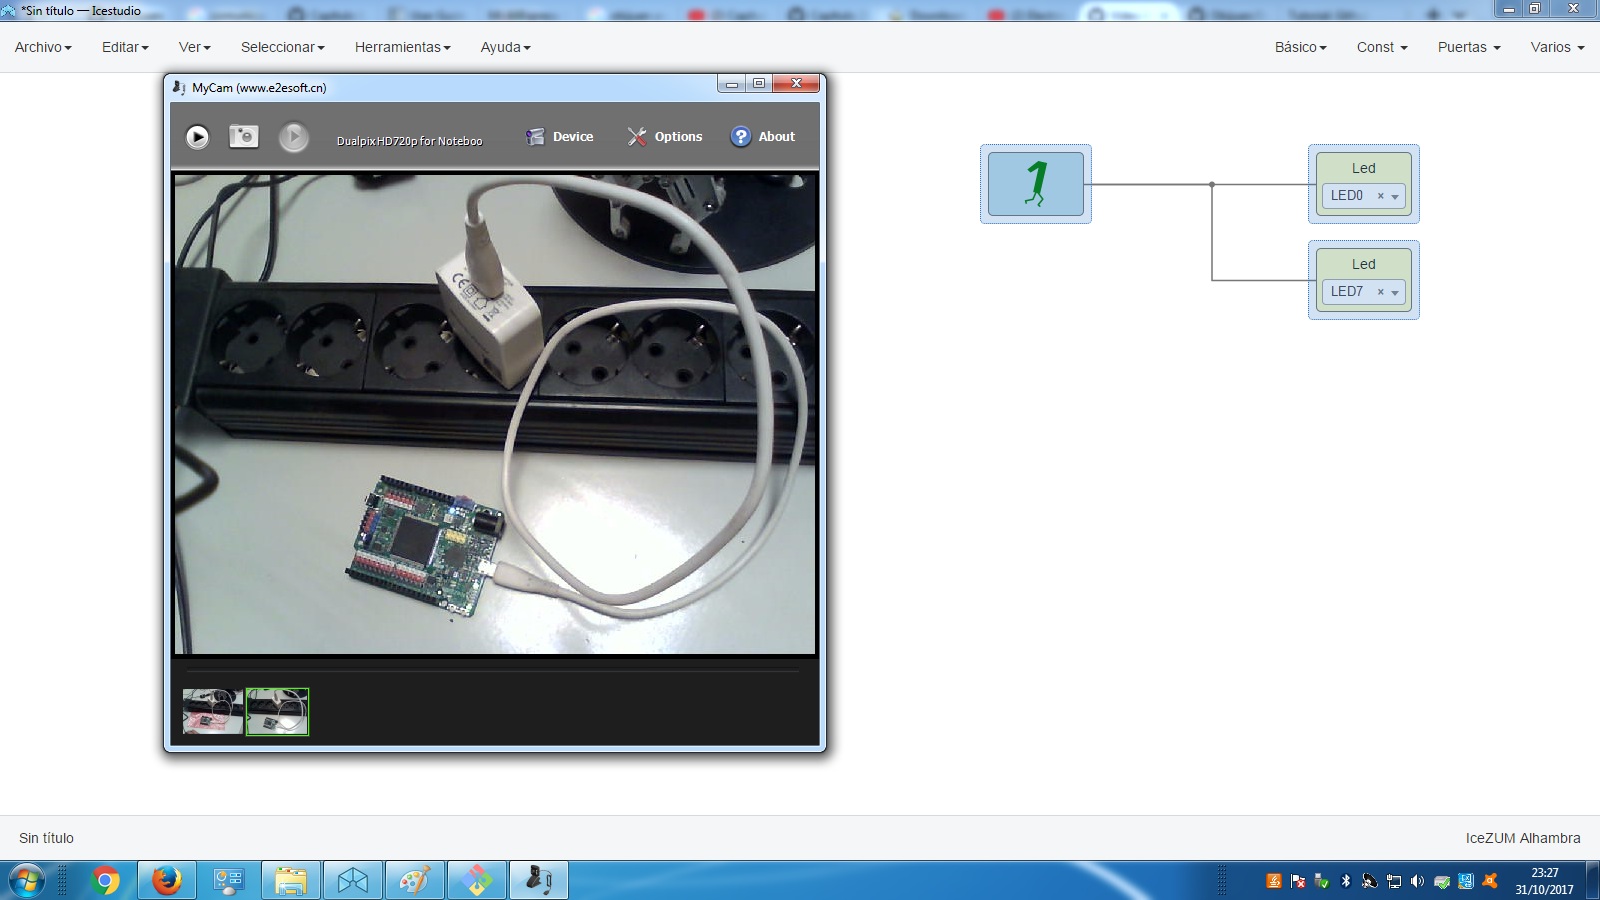 *Sin título — Icestudio
Archivo Editar Ver Seleccionar Herramientas Ayuda Básico Const Puertas Varios
MyCam (www.e2esoft.cn)
Dualpix HD720p for Noteboo Device Options About
CE
1
Led
LED0 ×
Led
LED7 ×
Sin título IceZUM Alhambra
23:27
31/10/2017